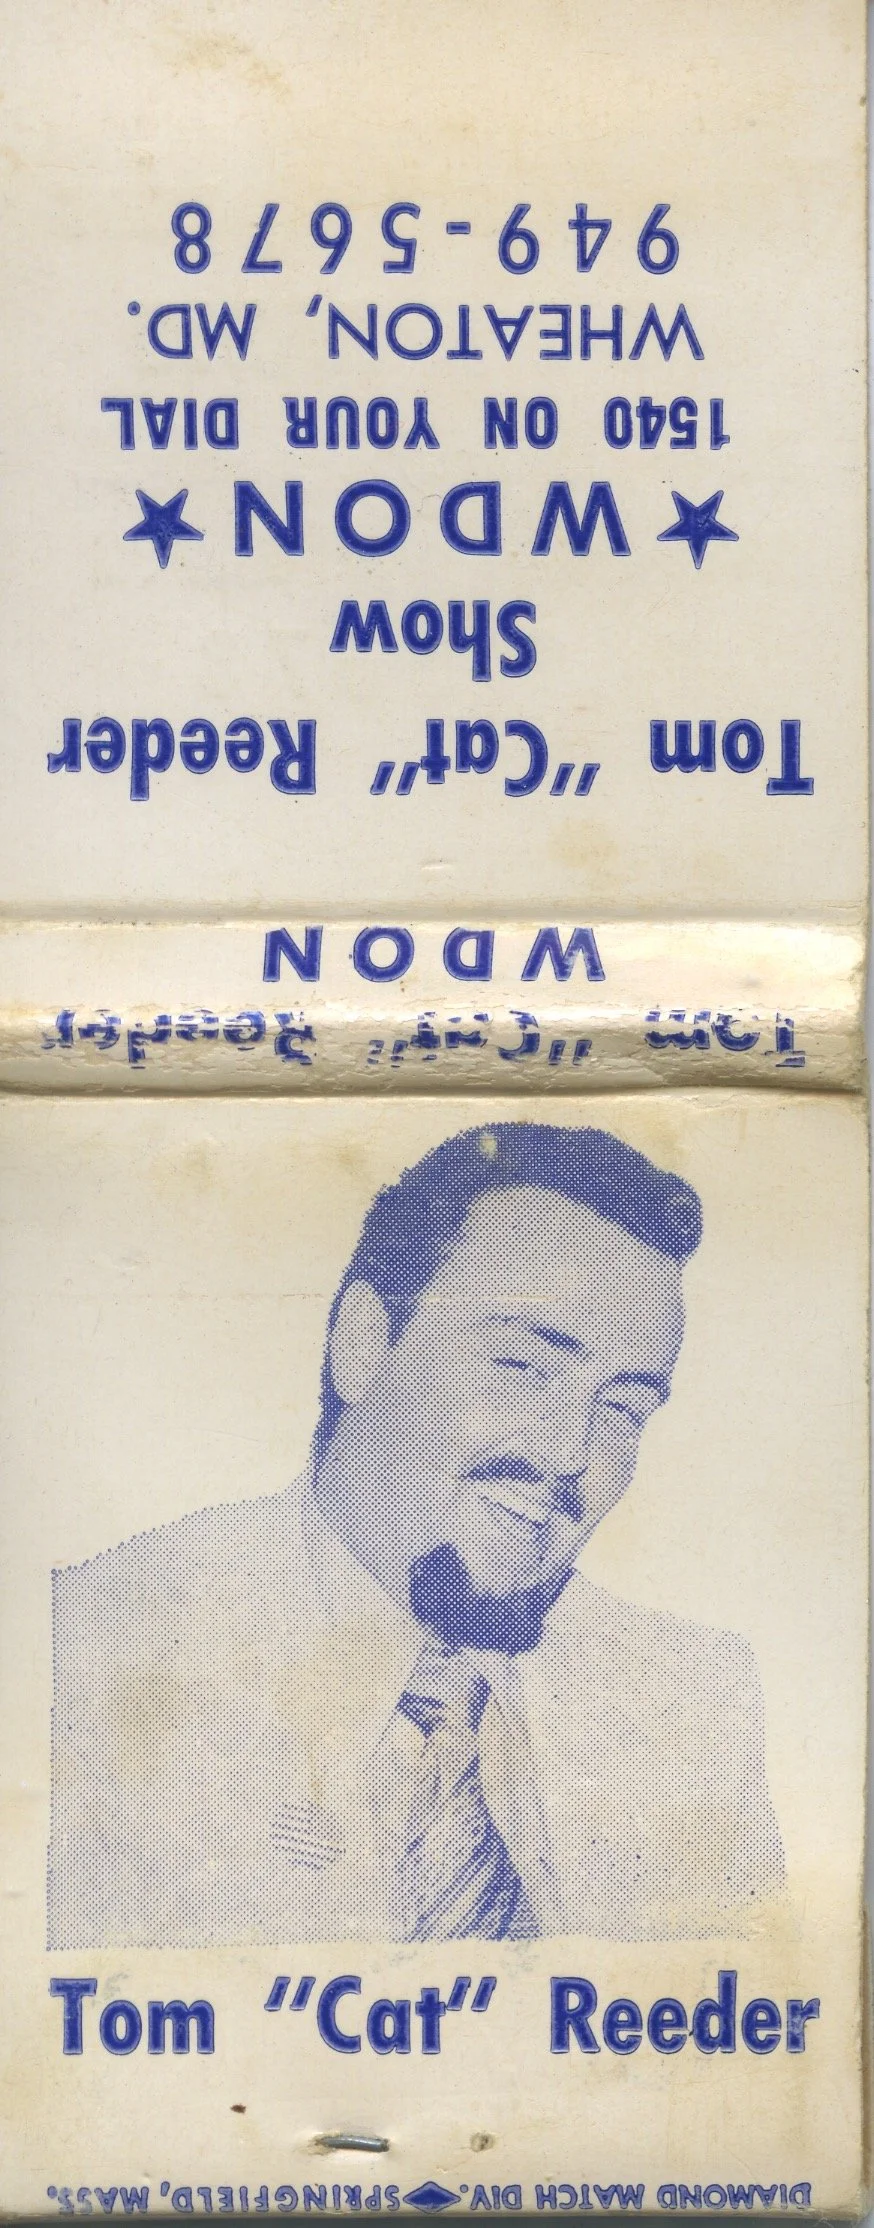 Tom "Cat" Reeder
Show
★ WDON ★
1540 ON YOUR DIAL
WHEATON, MD.
949-5678
WDON
Tom "Cat" Reeder
Tom "Cat" Reeder
DIAMOND MATCH DIV. SPRINGFIELD, MASS.